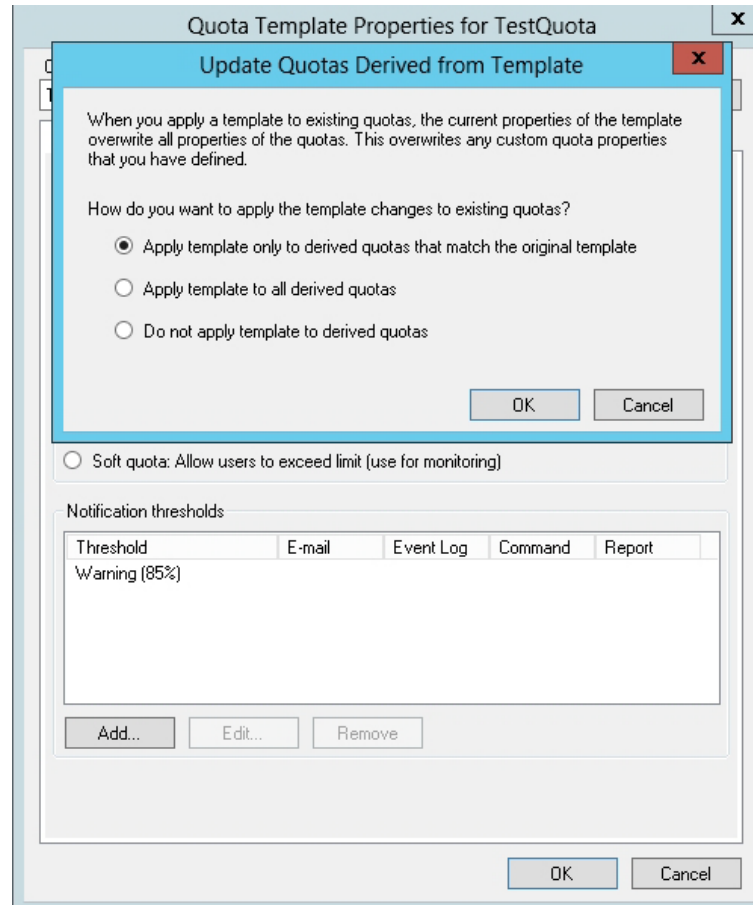 Quota Template Properties for TestQuota
x
Update Quotas Derived from Template
x
When you apply a template to existing quotas, the current properties of the template
overwrite all properties of the quotas. This overwrites any custom quota properties
that you have defined.
How do you want to apply the template changes to existing quotas?
Apply template only to derived quotas that match the original template
Apply template to all derived quotas
Do not apply template to derived quotas
OK Cancel
Soft quota: Allow users to exceed limit (use for monitoring)
Notification thresholds
Threshold E-mail Event Log Command Report
Warning (85%)
Add... Edit... Remove
OK Cancel